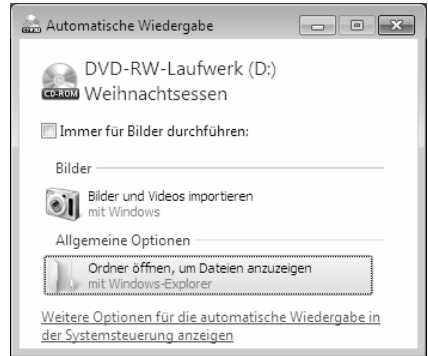 Automatische Wiedergabe
DVD-RW-Laufwerk (D:)
CD-ROM Weihnachtsessen
Immer für Bilder durchführen:
Bilder
Bilder und Videos importieren
mit Windows
Allgemeine Optionen
Ordner öffnen, um Dateien anzuzeigen
mit Windows-Explorer
Weitere Optionen für die automatische Wiedergabe in
der Systemsteuerung anzeigen